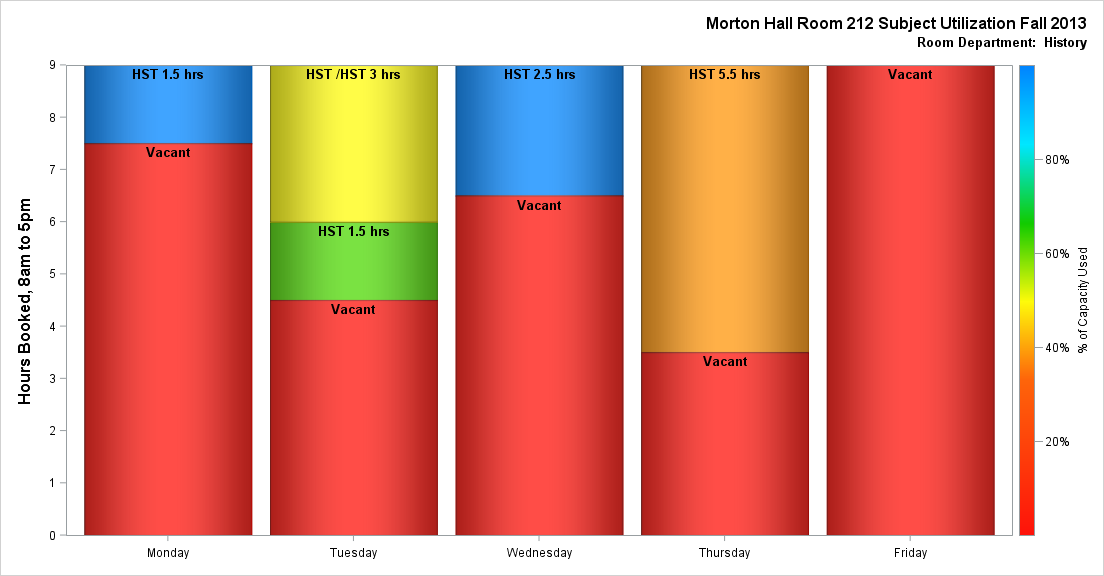 Morton Hall Room 212 Subject Utilization Fall 2013
Room Department:  History
Hours Booked, 8am to 5pm
9
8
7
6
5
4
3
2
1
0
HST 1.5 hrs
Vacant
HST /HST 3 hrs
HST 1.5 hrs
Vacant
HST 2.5 hrs
Vacant
HST 5.5 hrs
Vacant
Vacant
Monday
Tuesday
Wednesday
Thursday
Friday
80%
60%
40%
20%
% of Capacity Used